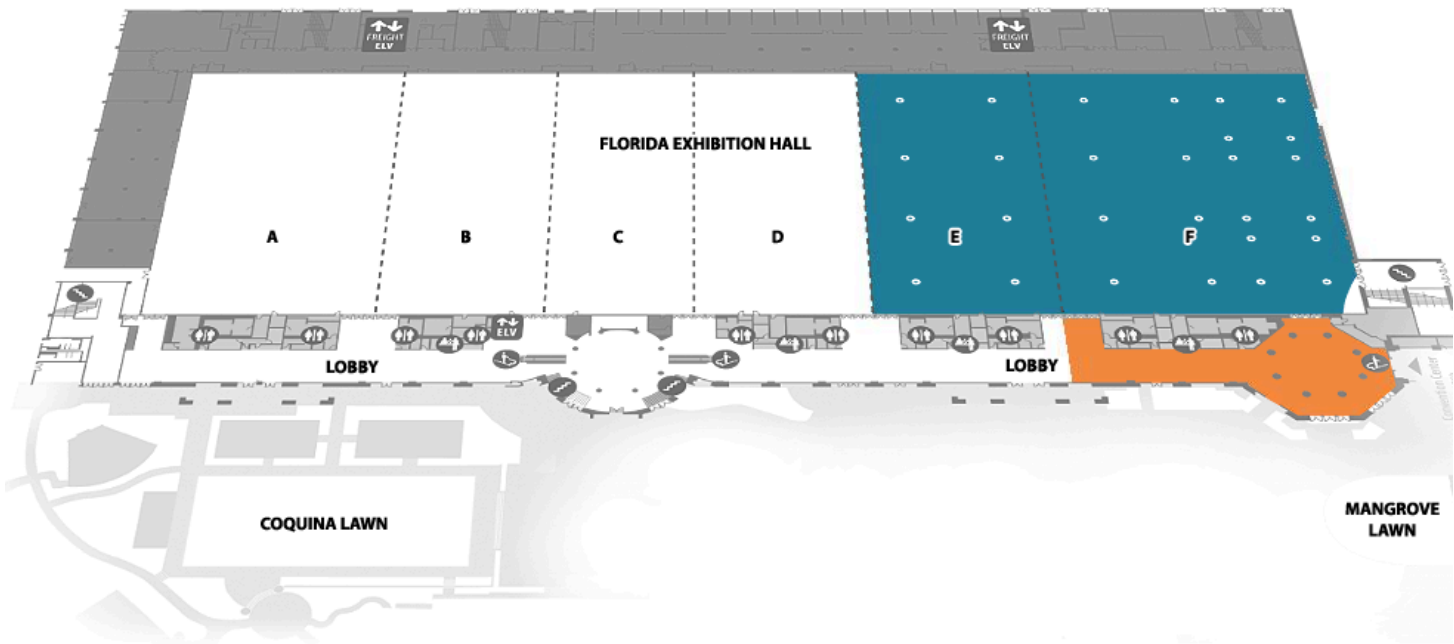 FREIGHT
ELV
FREIGHT
ELV
FLORIDA EXHIBITION HALL
A
B
C
D
E
F
ELV
LOBBY
LOBBY
COQUINA LAWN
MANGROVE
LAWN